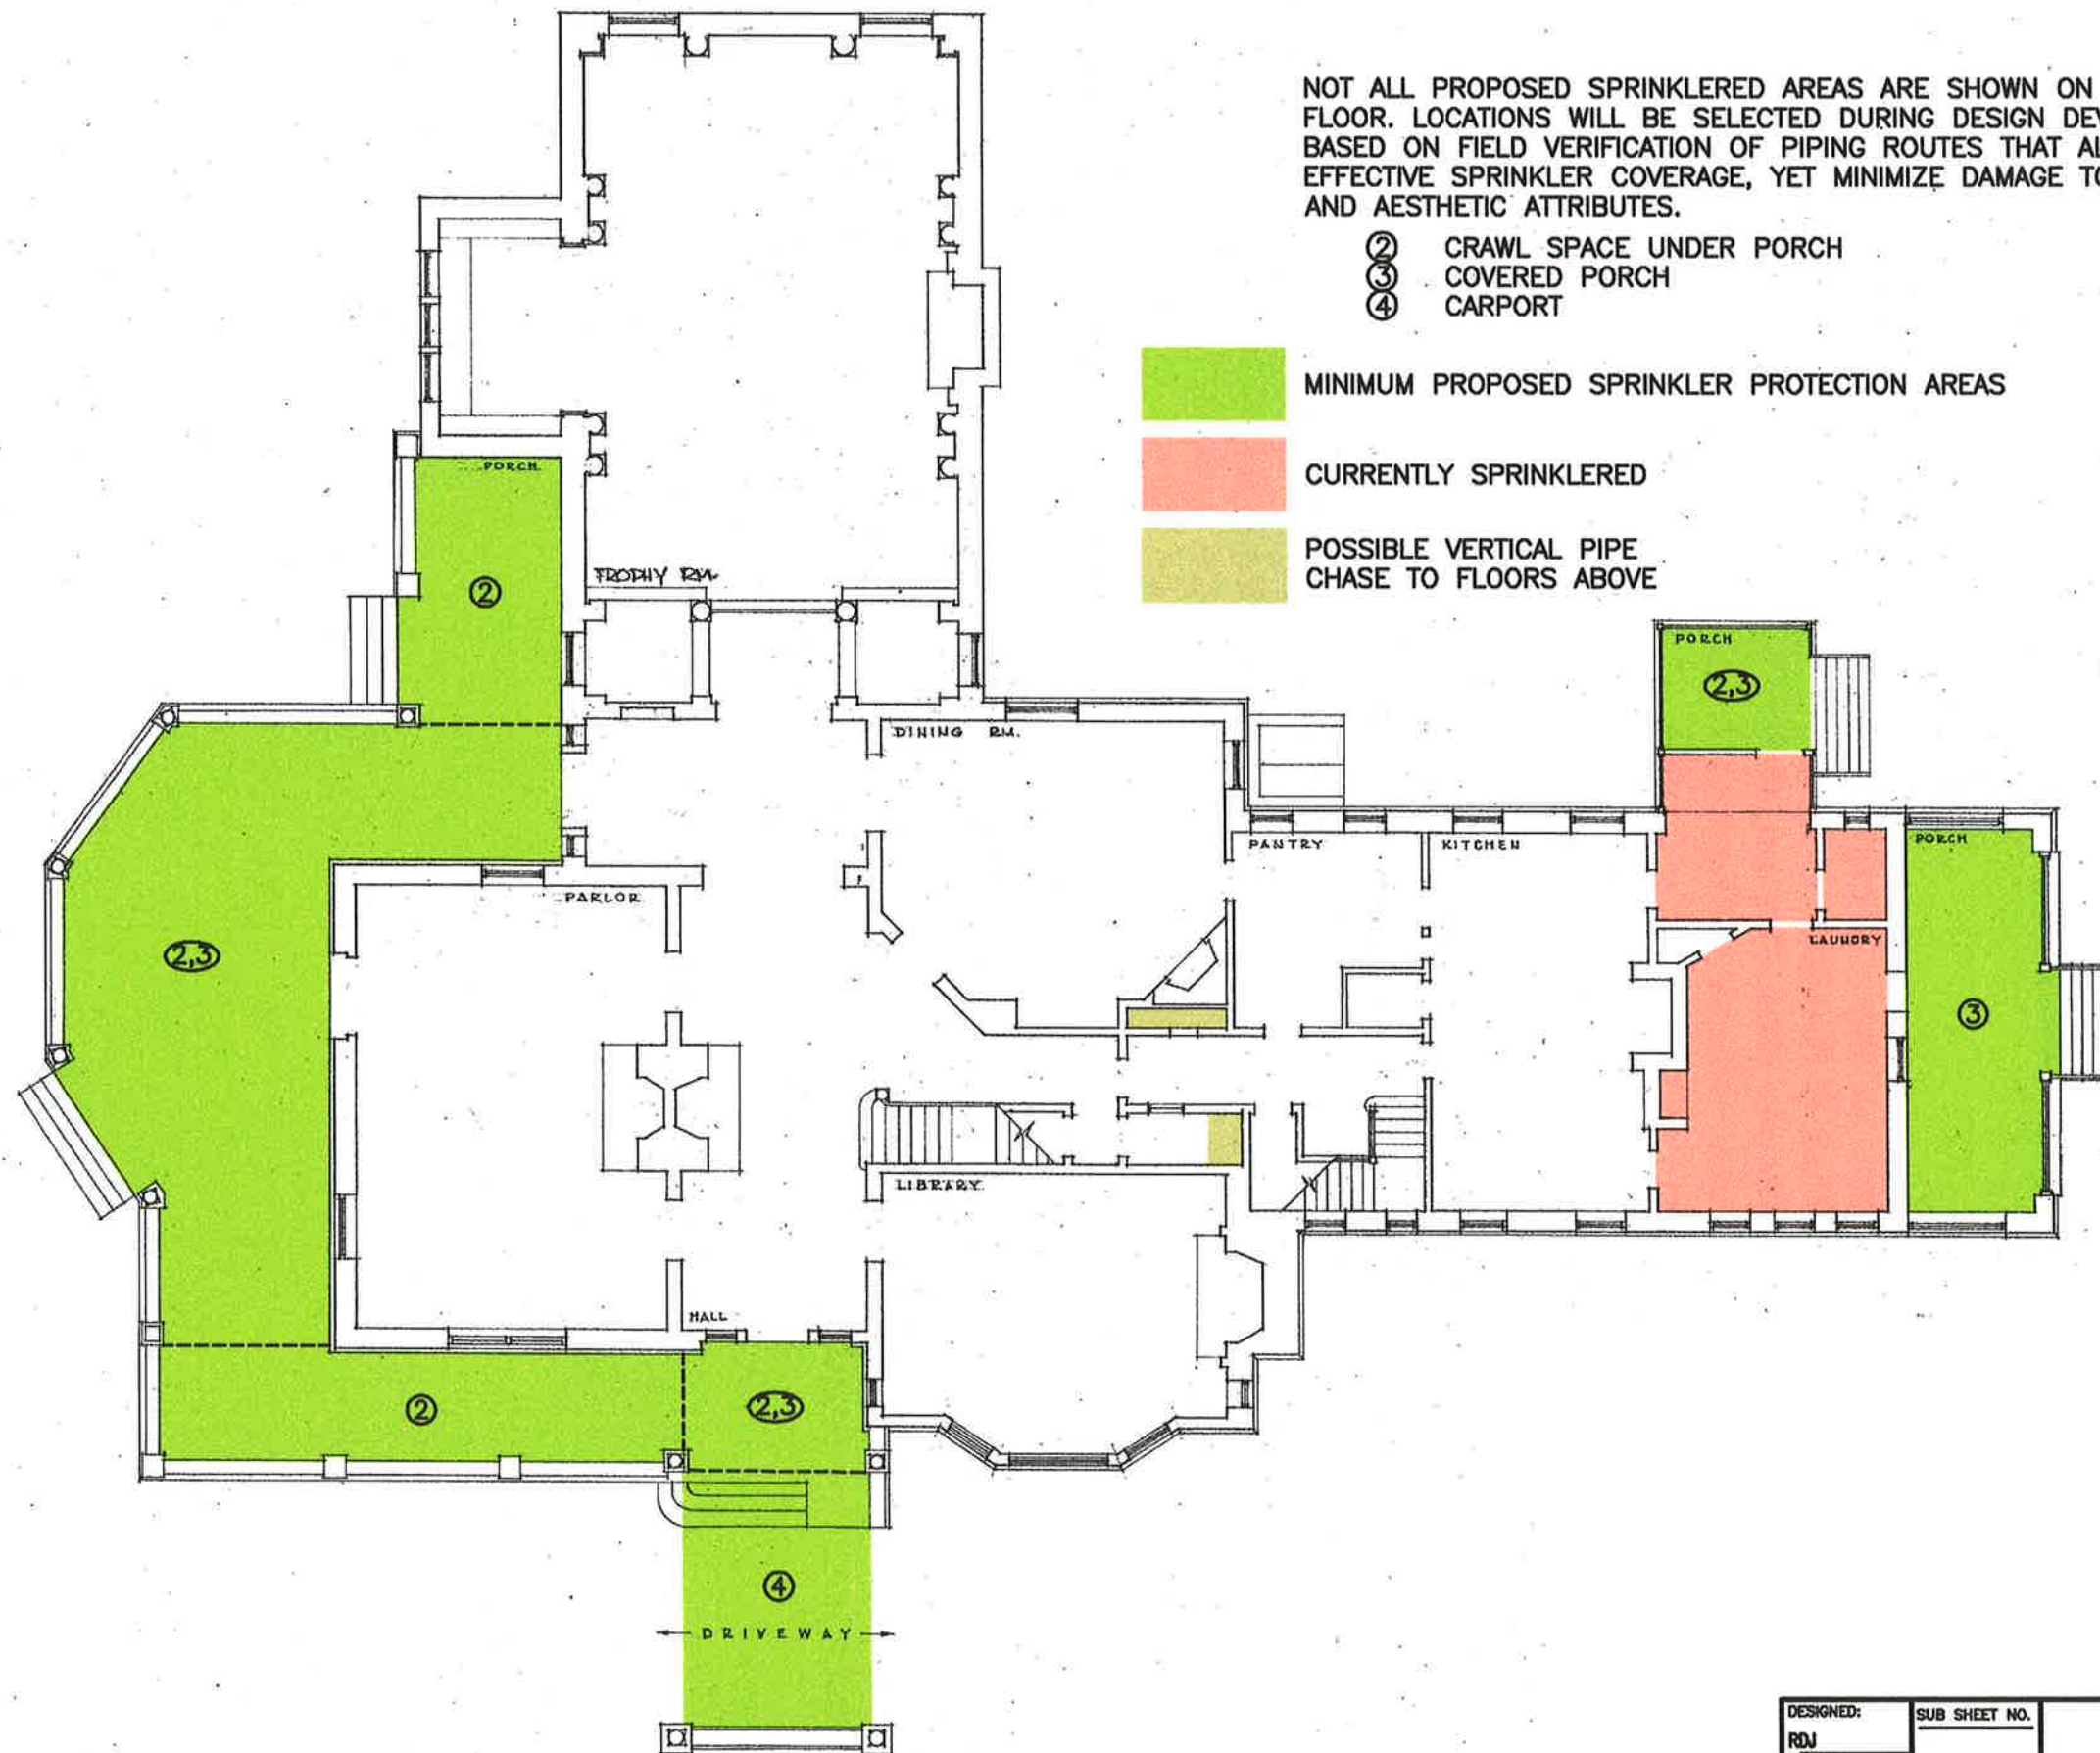 NOT ALL PROPOSED SPRINKLERED AREAS ARE SHOWN ON
FLOOR. LOCATIONS WILL BE SELECTED DURING DESIGN DEV
BASED ON FIELD VERIFICATION OF PIPING ROUTES THAT
EFFECTIVE SPRINKLER COVERAGE, YET MINIMIZE DAMAGE TO
AND AESTHETIC ATTRIBUTES.
② CRAWL SPACE UNDER PORCH
③ COVERED PORCH
④ CARPORT
MINIMUM PROPOSED SPRINKLER PROTECTION AREAS
CURRENTLY SPRINKLERED
POSSIBLE VERTICAL PIPE
CHASE TO FLOORS ABOVE
PORCH
②
TROPHY RM.
PORCH
2,3
DINING RM.
PANTRY
KITCHEN
PORCH
PARLOR
LAUNDRY
2,3
③
LIBRARY
HALL
②
2,3
④
DRIVEWAY
DESIGNED:
RDJ
SUB SHEET NO.